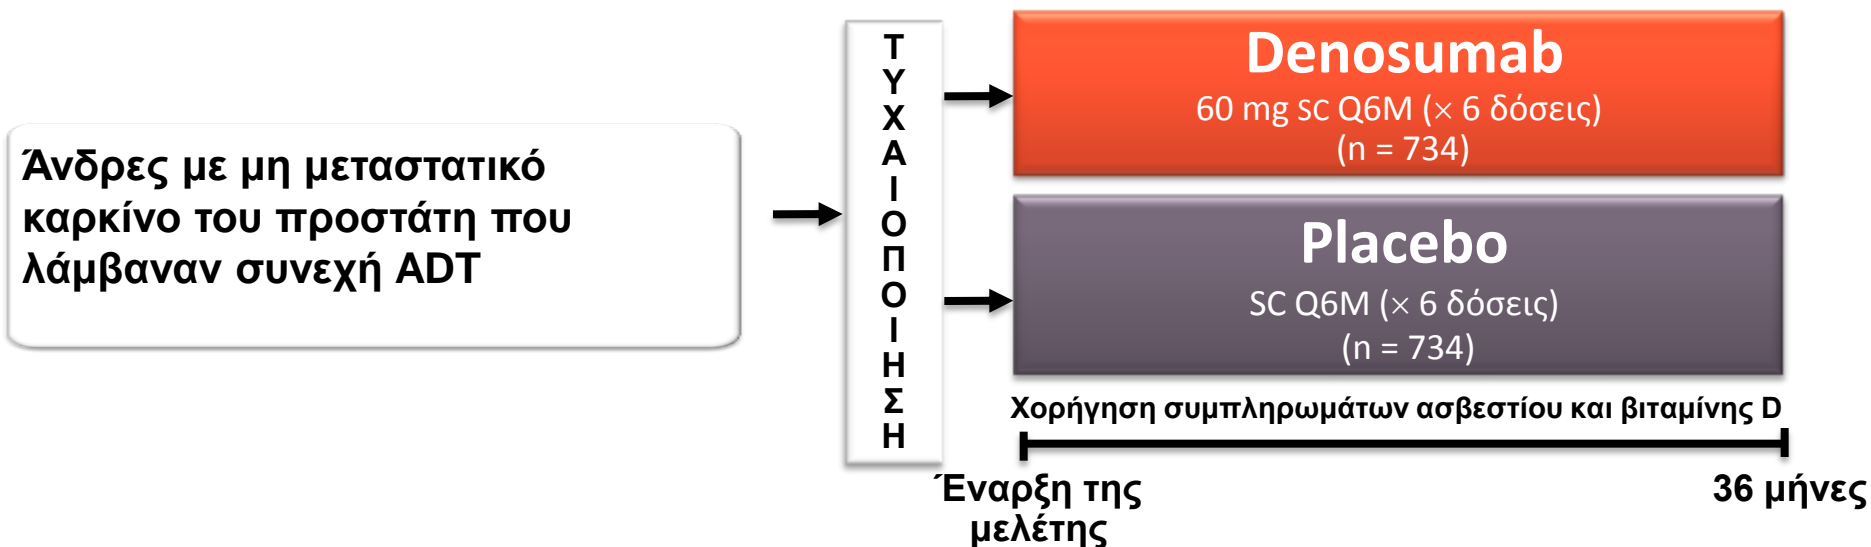 Άνδρες με μη μεταστατικό
καρκίνο του προστάτη που
λάμβαναν συνεχή ADT
ΤΥΧΑΙΟΠΟΙΗΣΗ
Denosumab
60 mg SC Q6M (× 6 δόσεις)
(n = 734)
Placebo
SC Q6M (× 6 δόσεις)
(n = 734)
Χορήγηση συμπληρωμάτων ασβεστίου και βιταμίνης D
Έναρξη της
μελέτης
36 μήνες